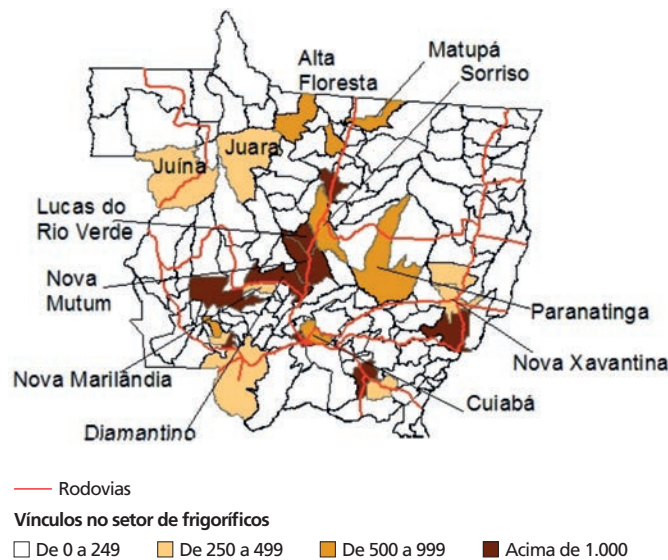 Alta
Floresta
Matupá
Sorriso
Juína
Juara
Lucas do
Rio Verde
Nova
Mutum
Paranatinga
Nova Xavantina
Nova Marilândia
Cuiabá
Diamantino
Rodovias
Vínculos no setor de frigoríficos
De 0 a 249 De 250 a 499 De 500 a 999 Acima de 1.000